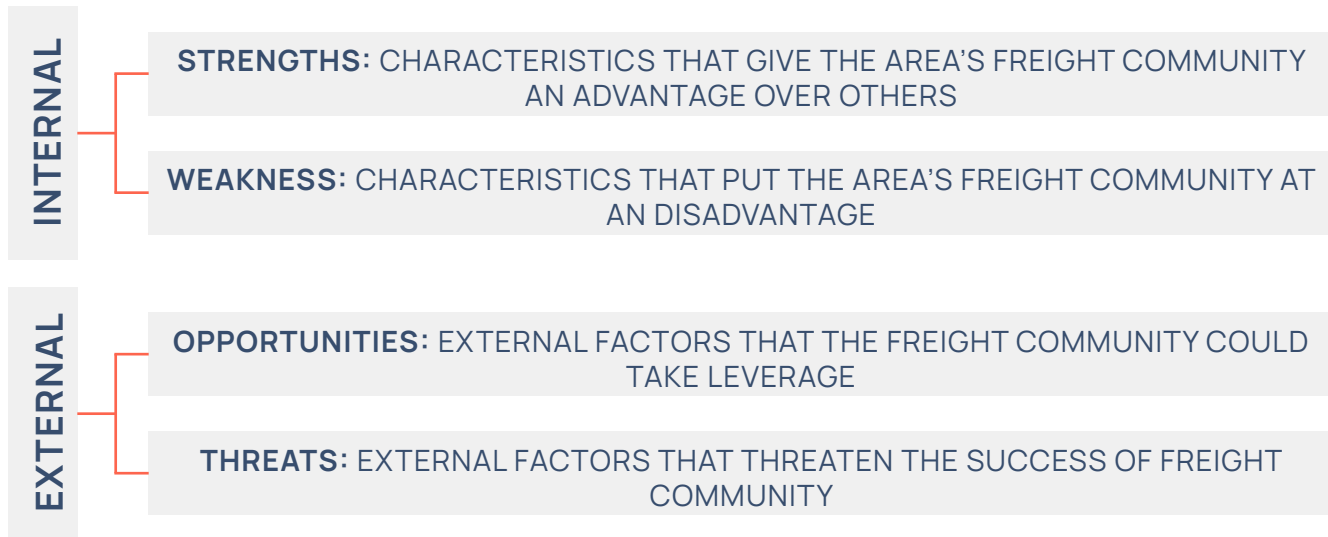 INTERNAL
STRENGTHS: CHARACTERISTICS THAT GIVE THE AREA'S FREIGHT COMMUNITY
AN ADVANTAGE OVER OTHERS
WEAKNESS: CHARACTERISTICS THAT PUT THE AREA'S FREIGHT COMMUNITY AT
AN DISADVANTAGE
EXTERNAL
OPPORTUNITIES: EXTERNAL FACTORS THAT THE FREIGHT COMMUNITY COULD
TAKE LEVERAGE
THREATS: EXTERNAL FACTORS THAT THREATEN THE SUCCESS OF FREIGHT
COMMUNITY